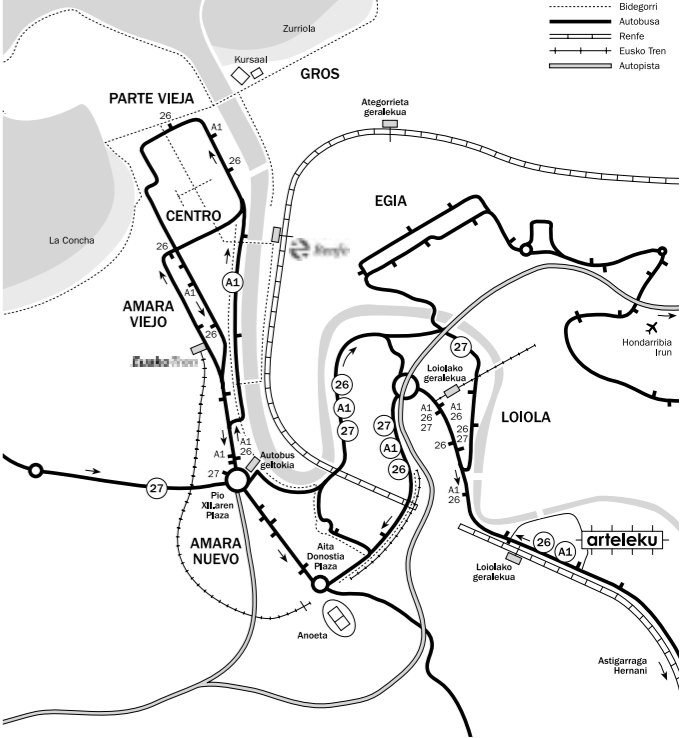 Bidegorri
Autobusa
Renfe
Eusko Tren
Autopista
Zurriola
Kursaal
GROS
PARTE VIEJA
26
A1
26
Ategorrieta
geralekua
EGIA
CENTRO
La Concha
Renfe
26
A1
A1
26
AMARA
VIEJO
Eusko Tren
Hondarribia
Irun
27
Loiolako
geralekua
26
A1
27
A1
26
27
A1
26
LOIOLA
27
A1
26
26
26
27
A1
26
A1
26
A1
27
Autobus
geltokia
27
Pio
XII.aren
Plaza
AMARA
NUEVO
Aita
Donostia
Plaza
26
A1
arteleku
Loiolako
geralekua
Anoeta
Astigarraga
Hernani